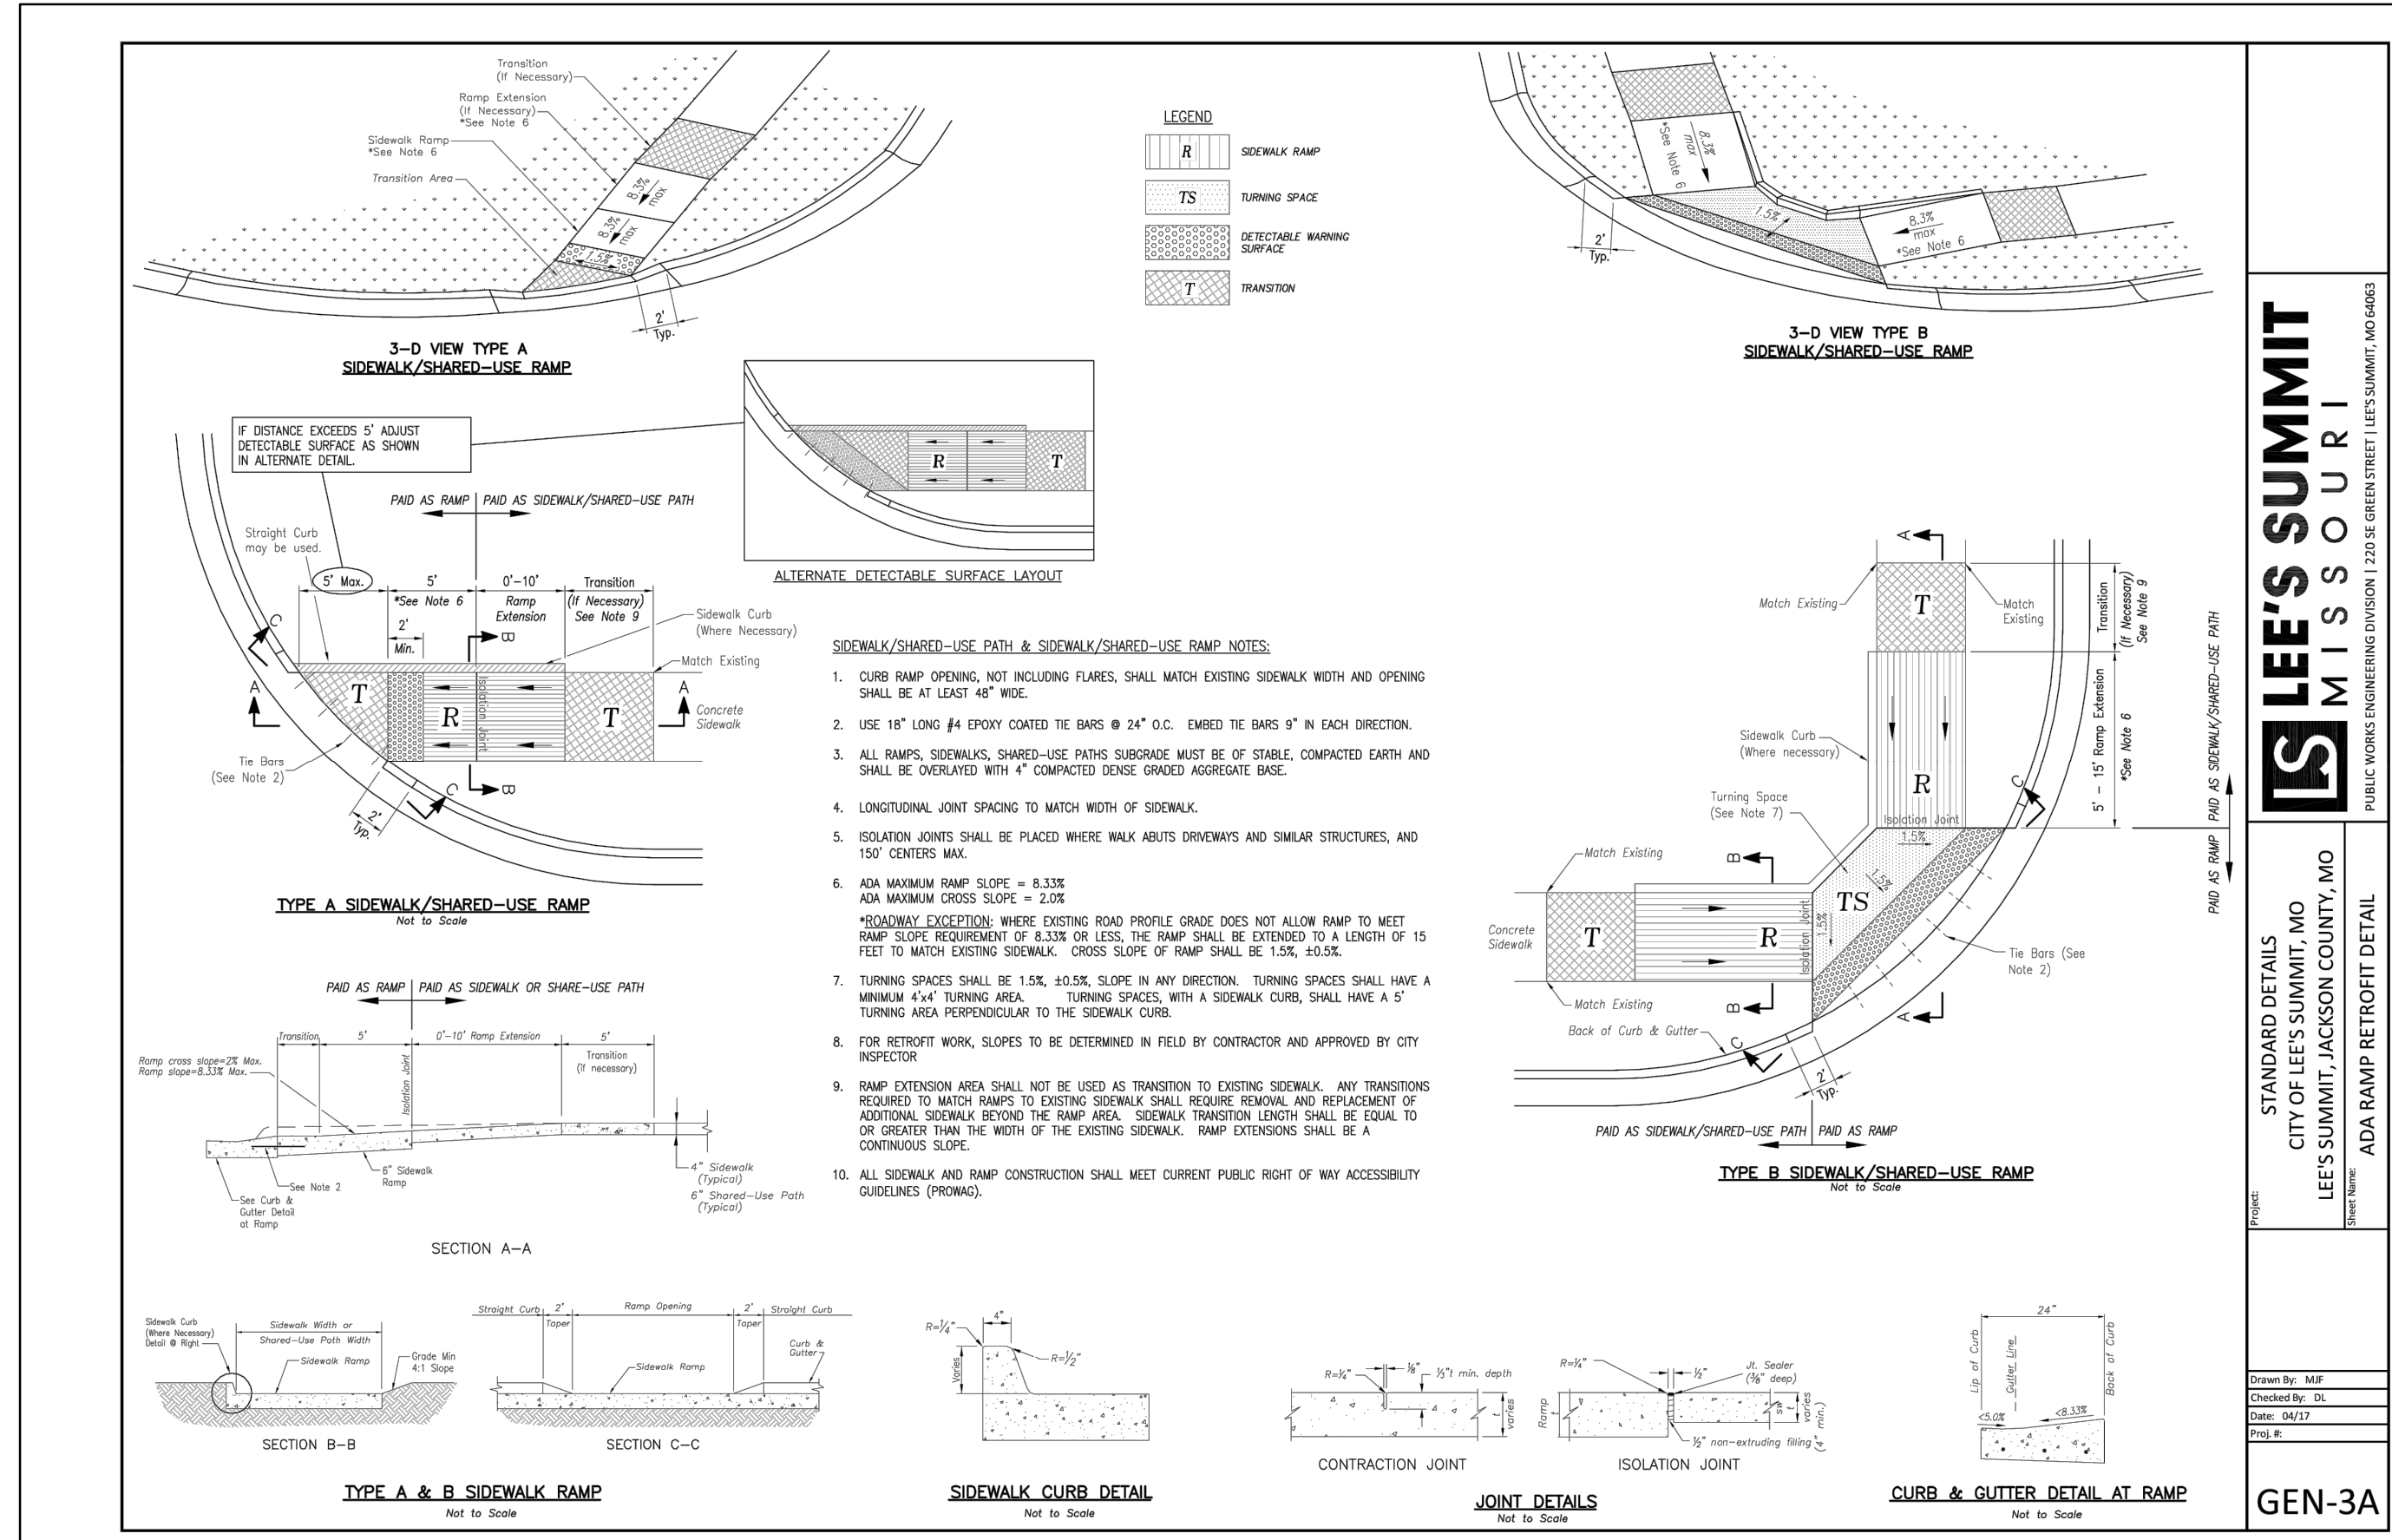 Transition
(If Necessary)
Ramp Extension
(If Necessary)
*See Note 6
Sidewalk Ramp
*See Note 6
Transition Area
8.3%
max
8.3%
max
1.5%
2'
Typ.
3-D VIEW TYPE A
SIDEWALK/SHARED-USE RAMP
LEGEND
R
SIDEWALK RAMP
TS
TURNING SPACE
DETECTABLE WARNING
SURFACE
T
TRANSITION
*See Note 6
8.3%
max
1.5%
8.3%
max
*See Note 6
2'
Typ.
3-D VIEW TYPE B
SIDEWALK/SHARED-USE RAMP
IF DISTANCE EXCEEDS 5' ADJUST
DETECTABLE SURFACE AS SHOWN
IN ALTERNATE DETAIL.
R
T
ALTERNATE DETECTABLE SURFACE LAYOUT
PAID AS RAMP
PAID AS SIDEWALK/SHARED-USE PATH
Straight Curb
may be used.
5' Max.
5'
*See Note 6
0'-10'
Ramp
Extension
Transition
(If Necessary)
See Note 9
2'
Min.
B
Sidewalk Curb
(Where Necessary)
Match Existing
C
A
A
T
R
Isolation Joint
T
Concrete
Sidewalk
Tie Bars
(See Note 2)
C
B
2'
Typ.
TYPE A SIDEWALK/SHARED-USE RAMP
Not to Scale
SIDEWALK/SHARED-USE PATH & SIDEWALK/SHARED-USE RAMP NOTES:
1. CURB RAMP OPENING, NOT INCLUDING FLARES, SHALL MATCH EXISTING SIDEWALK WIDTH AND OPENING
SHALL BE AT LEAST 48" WIDE.
2. USE 18" LONG #4 EPOXY COATED TIE BARS @ 24" O.C. EMBED TIE BARS 9" IN EACH DIRECTION.
3. ALL RAMPS, SIDEWALKS, SHARED-USE PATHS SUBGRADE MUST BE OF STABLE, COMPACTED EARTH AND
SHALL BE OVERLAYED WITH 4" COMPACTED DENSE GRADED AGGREGATE BASE.
4. LONGITUDINAL JOINT SPACING TO MATCH WIDTH OF SIDEWALK.
5. ISOLATION JOINTS SHALL BE PLACED WHERE WALK ABUTS DRIVEWAYS AND SIMILAR STRUCTURES, AND
150' CENTERS MAX.
6. ADA MAXIMUM RAMP SLOPE = 8.33%
ADA MAXIMUM CROSS SLOPE = 2.0%
*ROADWAY EXCEPTION: WHERE EXISTING ROAD PROFILE GRADE DOES NOT ALLOW RAMP TO MEET
RAMP SLOPE REQUIREMENT OF 8.33% OR LESS, THE RAMP SHALL BE EXTENDED TO A LENGTH OF 15
FEET TO MATCH EXISTING SIDEWALK. CROSS SLOPE OF RAMP SHALL BE 1.5%, ±0.5%.
7. TURNING SPACES SHALL BE 1.5%, ±0.5%, SLOPE IN ANY DIRECTION. TURNING SPACES SHALL HAVE A
MINIMUM 4'x4' TURNING AREA. TURNING SPACES, WITH A SIDEWALK CURB, SHALL HAVE A 5'
TURNING AREA PERPENDICULAR TO THE SIDEWALK CURB.
8. FOR RETROFIT WORK, SLOPES TO BE DETERMINED IN FIELD BY CONTRACTOR AND APPROVED BY CITY
INSPECTOR
9. RAMP EXTENSION AREA SHALL NOT BE USED AS TRANSITION TO EXISTING SIDEWALK. ANY TRANSITIONS
REQUIRED TO MATCH RAMPS TO EXISTING SIDEWALK SHALL REQUIRE REMOVAL AND REPLACEMENT OF
ADDITIONAL SIDEWALK BEYOND THE RAMP AREA. SIDEWALK TRANSITION LENGTH SHALL BE EQUAL TO
OR GREATER THAN THE WIDTH OF THE EXISTING SIDEWALK. RAMP EXTENSIONS SHALL BE A
CONTINUOUS SLOPE.
10. ALL SIDEWALK AND RAMP CONSTRUCTION SHALL MEET CURRENT PUBLIC RIGHT OF WAY ACCESSIBILITY
GUIDELINES (PROWAG).
A
Match Existing
T
Match
Existing
Transition
(If Necessary)
See Note 9
Sidewalk Curb
(Where necessary)
R
5' - 15' Ramp Extension
*See Note 6
PAID AS SIDEWALK/SHARED-USE PATH
PAID AS RAMP
Turning Space
(See Note 7)
Isolation Joint
1.5%
C
Match Existing
B
1.5%
TS
1.5%
Concrete
Sidewalk
T
R
Isolation Joint
Tie Bars (See
Note 2)
Match Existing
B
A
Back of Curb & Gutter
C
2'
Typ.
PAID AS SIDEWALK/SHARED-USE PATH
PAID AS RAMP
TYPE B SIDEWALK/SHARED-USE RAMP
Not to Scale
PAID AS RAMP
PAID AS SIDEWALK OR SHARE-USE PATH
Transition
5'
0'-10' Ramp Extension
5'
Transition
(if necessary)
Ramp cross slope=2% Max.
Ramp slope=8.33% Max.
Isolation Joint
See Note 2
6" Sidewalk
Ramp
See Curb &
Gutter Detail
at Ramp
4" Sidewalk
(Typical)
6" Shared-Use Path
(Typical)
SECTION A-A
Sidewalk Curb
(Where Necessary)
Detail @ Right
Sidewalk Width or
Shared-Use Path Width
Sidewalk Ramp
Grade Min
4:1 Slope
SECTION B-B
Straight Curb
2'
Taper
Ramp Opening
2'
Taper
Straight Curb
Curb &
Gutter
Sidewalk Ramp
SECTION C-C
TYPE A & B SIDEWALK RAMP
Not to Scale
4"
R=1/4"
R=1/2"
Varies
SIDEWALK CURB DETAIL
Not to Scale
R=1/4"
1/8"
1/3"t min. depth
t
varies
CONTRACTION JOINT
R=1/4"
1/2"
Jt. Sealer
(3/8" deep)
Ramp
t
sw t
varies
(4" min.)
1/2" non-extruding filling
ISOLATION JOINT
JOINT DETAILS
Not to Scale
24"
Lip of Curb
Gutter Line
Back of Curb
<5.0%
<8.33%
CURB & GUTTER DETAIL AT RAMP
Not to Scale
LS
LEE'S SUMMIT
MISSOURI
PUBLIC WORKS ENGINEERING DIVISION | 220 SE GREEN STREET | LEE'S SUMMIT, MO 64063
Project:
STANDARD DETAILS
CITY OF LEE'S SUMMIT, MO
LEE'S SUMMIT, JACKSON COUNTY, MO
Sheet Name:
ADA RAMP RETROFIT DETAIL
Drawn By: MJF
Checked By: DL
Date: 04/17
Proj. #:
GEN-3A